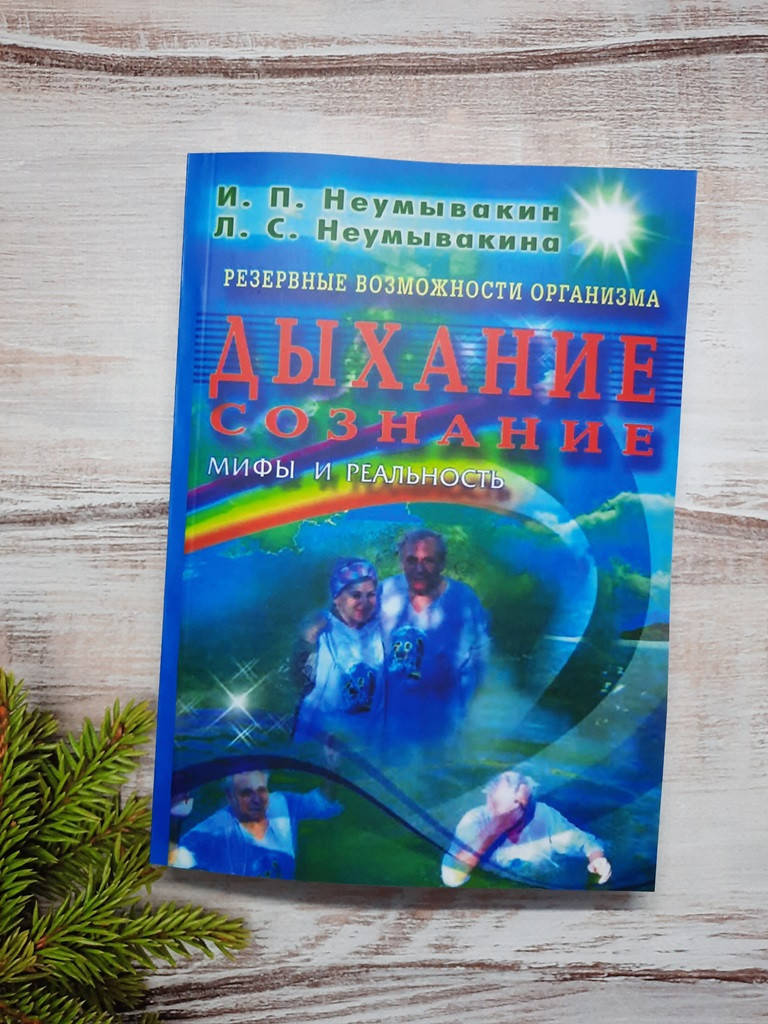 И. П. Неумывакин
Л. С. Неумывакина
РЕЗЕРВНЫЕ ВОЗМОЖНОСТИ ОРГАНИЗМА
ДЫХАНИЕ
СОЗНАНИЕ
МИФЫ И РЕАЛЬНОСТЬ